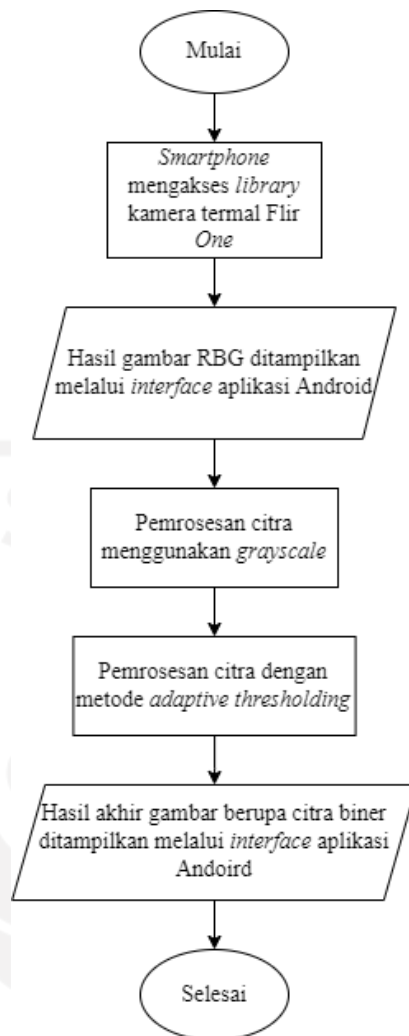 Mulai
Smartphone
mengakses library
kamera termal Flir
One
Hasil gambar RBG ditampilkan
melalui interface aplikasi Android
Pemrosesan citra
menggunakan grayscale
Pemrosesan citra dengan
metode adaptive thresholding
Hasil akhir gambar berupa citra biner
ditampilkan melalui interface aplikasi
Andoird
Selesai